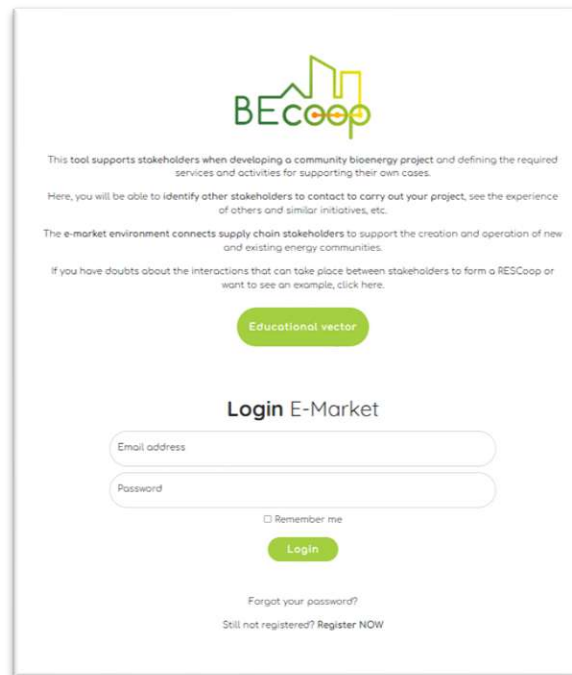 BEcoop
This tool supports stakeholders when developing a community bioenergy project and defining the required
services and activities for supporting their own cases.
Here, you will be able to identify other stakeholders to contact to carry out your project, see the experience
of others and similar initiatives, etc.
The e-market environment connects supply chain stakeholders to support the creation and operation of new
and existing energy communities.
If you have doubts about the interactions that can take place between stakeholders to form a RESCoop or
want to see an example, click here.
Educational vector
Login E-Market
Email address
Password
Remember me
Login
Forgot your password?
Still not registered? Register NOW